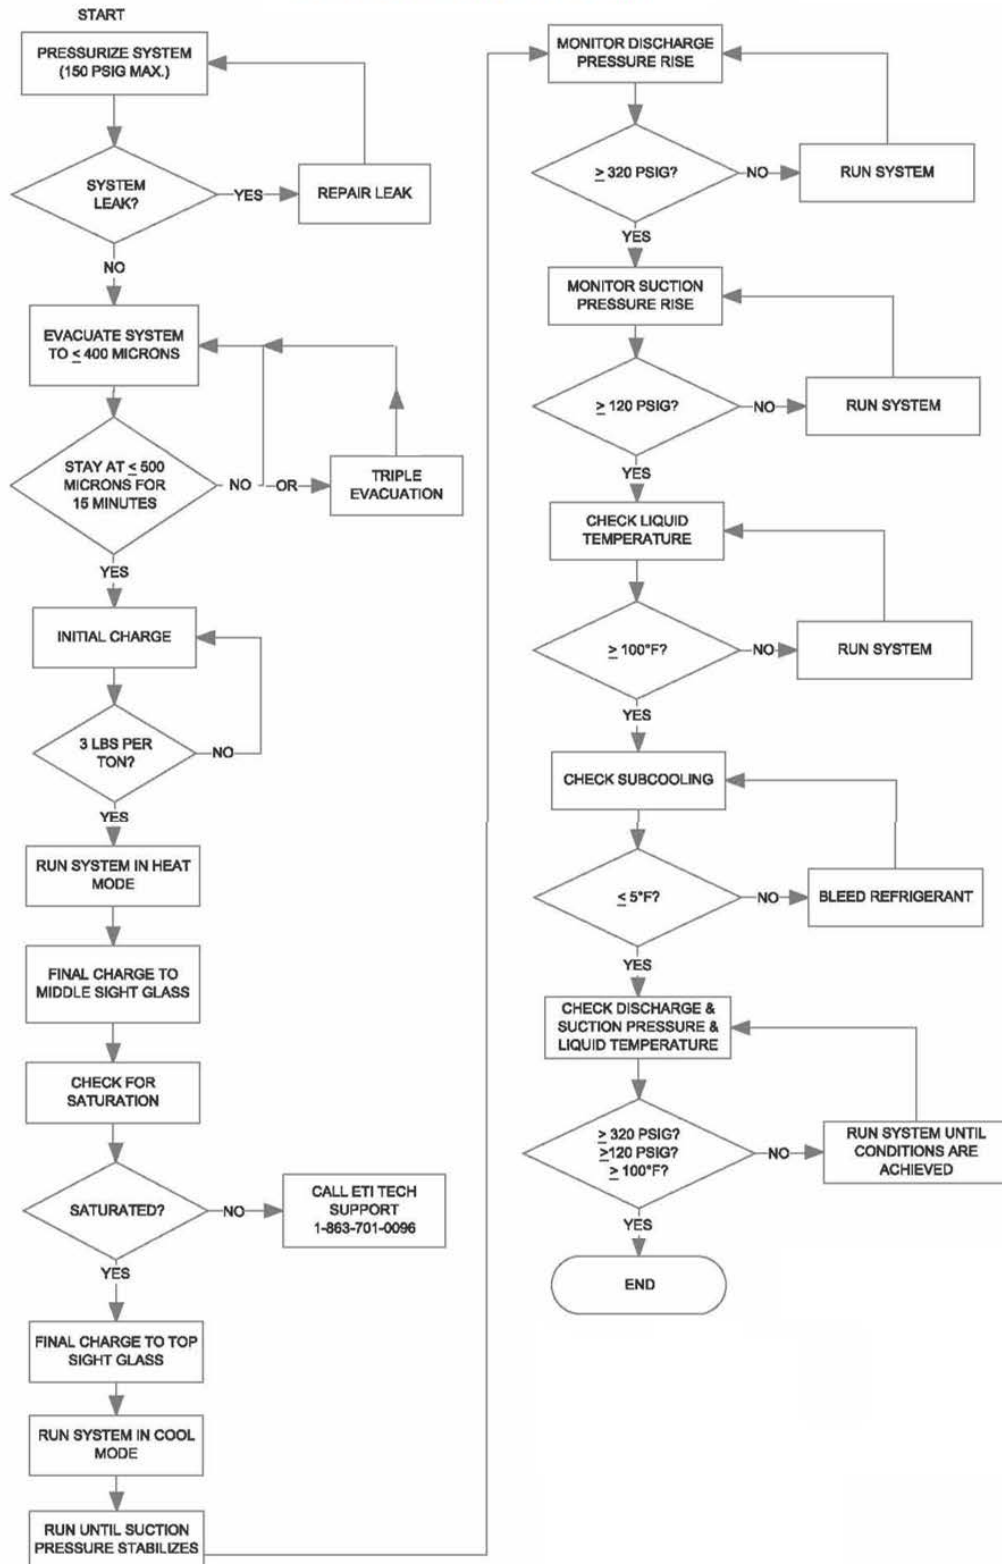 START
PRESSURIZE SYSTEM
(150 PSIG MAX.)
SYSTEM
LEAK?
YES
REPAIR LEAK
NO
EVACUATE SYSTEM
TO ≤ 400 MICRONS
STAY AT ≤ 500
MICRONS FOR
15 MINUTES
NO
OR
TRIPLE
EVACUATION
YES
INITIAL CHARGE
3 LBS PER
TON?
NO
YES
RUN SYSTEM IN HEAT
MODE
FINAL CHARGE TO
MIDDLE SIGHT GLASS
CHECK FOR
SATURATION
SATURATED?
NO
CALL ETI TECH
SUPPORT
1-863-701-0096
YES
FINAL CHARGE TO TOP
SIGHT GLASS
RUN SYSTEM IN COOL
MODE
RUN UNTIL SUCTION
PRESSURE STABILIZES
MONITOR DISCHARGE
PRESSURE RISE
≥ 320 PSIG?
NO
RUN SYSTEM
YES
MONITOR SUCTION
PRESSURE RISE
≥ 120 PSIG?
NO
RUN SYSTEM
YES
CHECK LIQUID
TEMPERATURE
≥ 100°F?
NO
RUN SYSTEM
YES
CHECK SUBCOOLING
≤ 5°F?
NO
BLEED REFRIGERANT
YES
CHECK DISCHARGE &
SUCTION PRESSURE &
LIQUID TEMPERATURE
≥ 320 PSIG?
≥120 PSIG?
≥ 100°F?
NO
RUN SYSTEM UNTIL
CONDITIONS ARE
ACHIEVED
YES
END